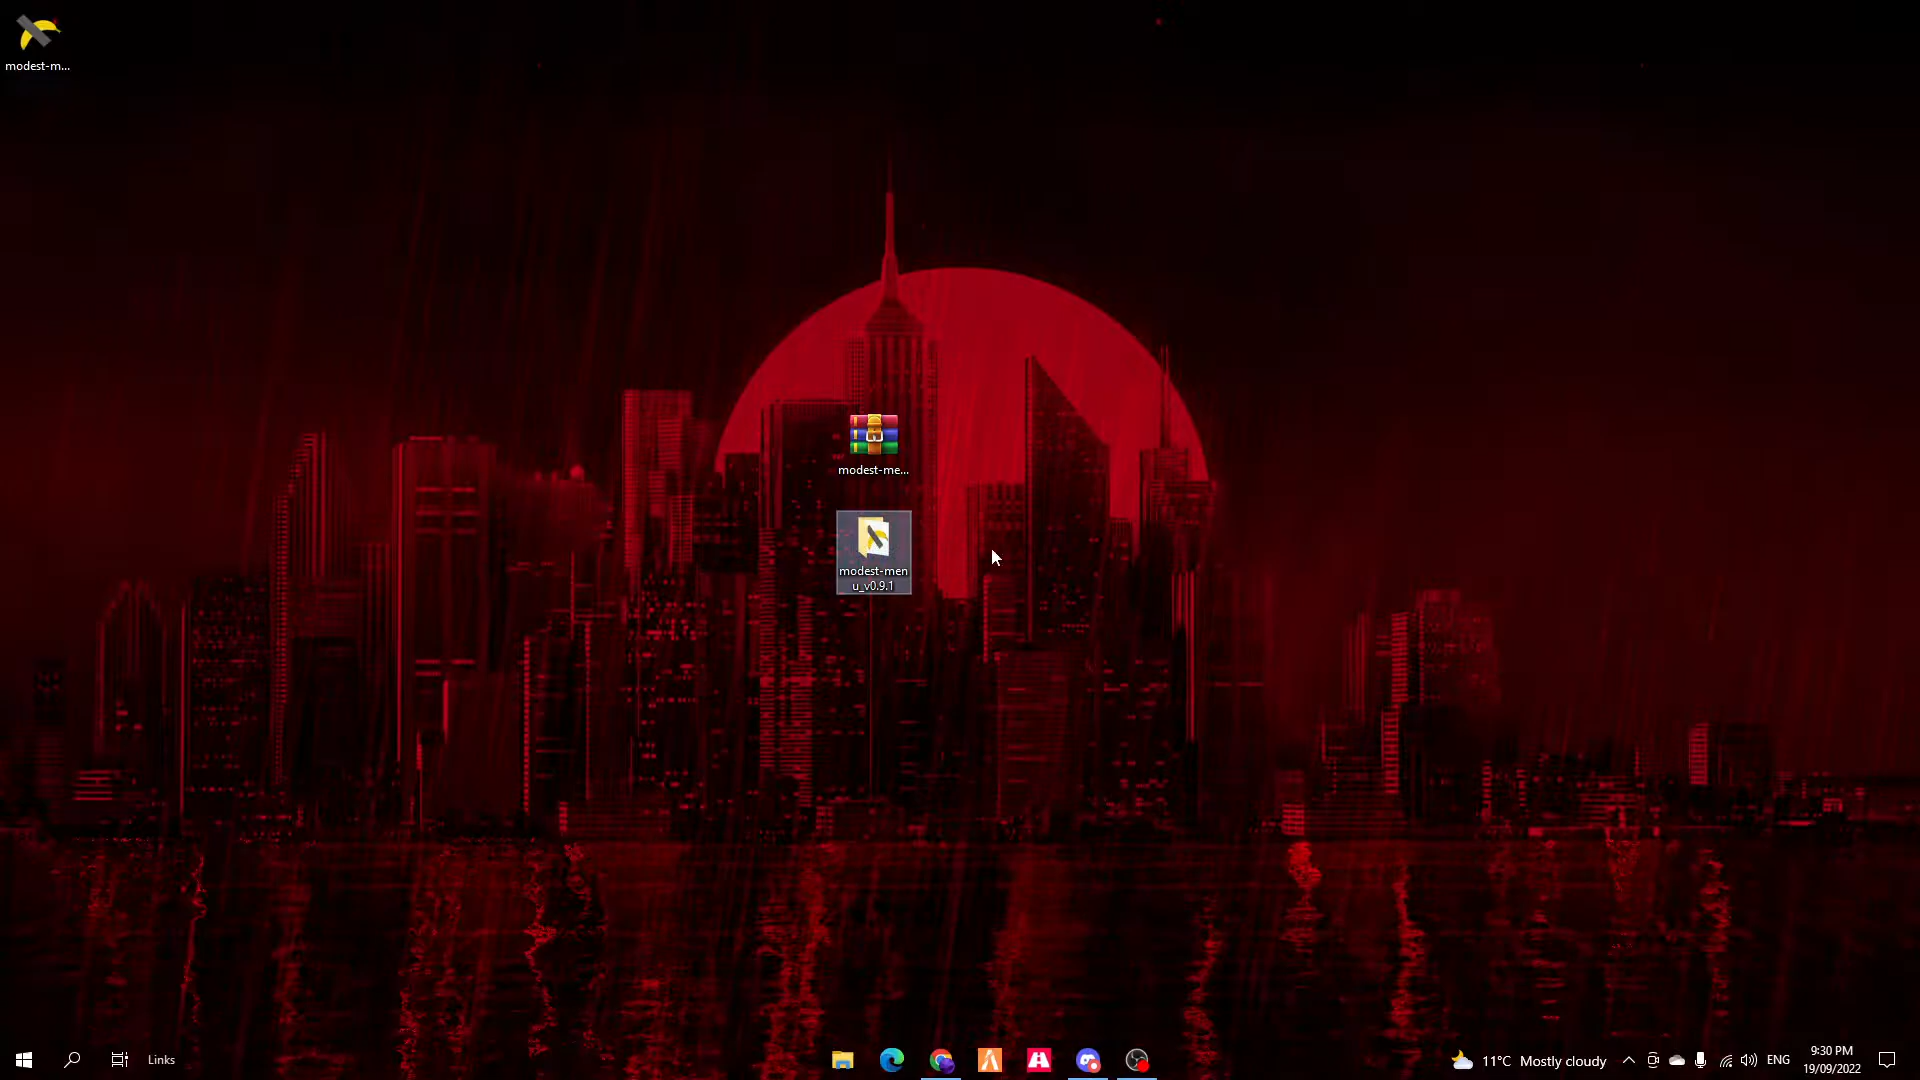 modest-m...
modest-me...
modest-men
u_v0.9.1
Links
11°C Mostly cloudy
ENG
9:30 PM
19/09/2022